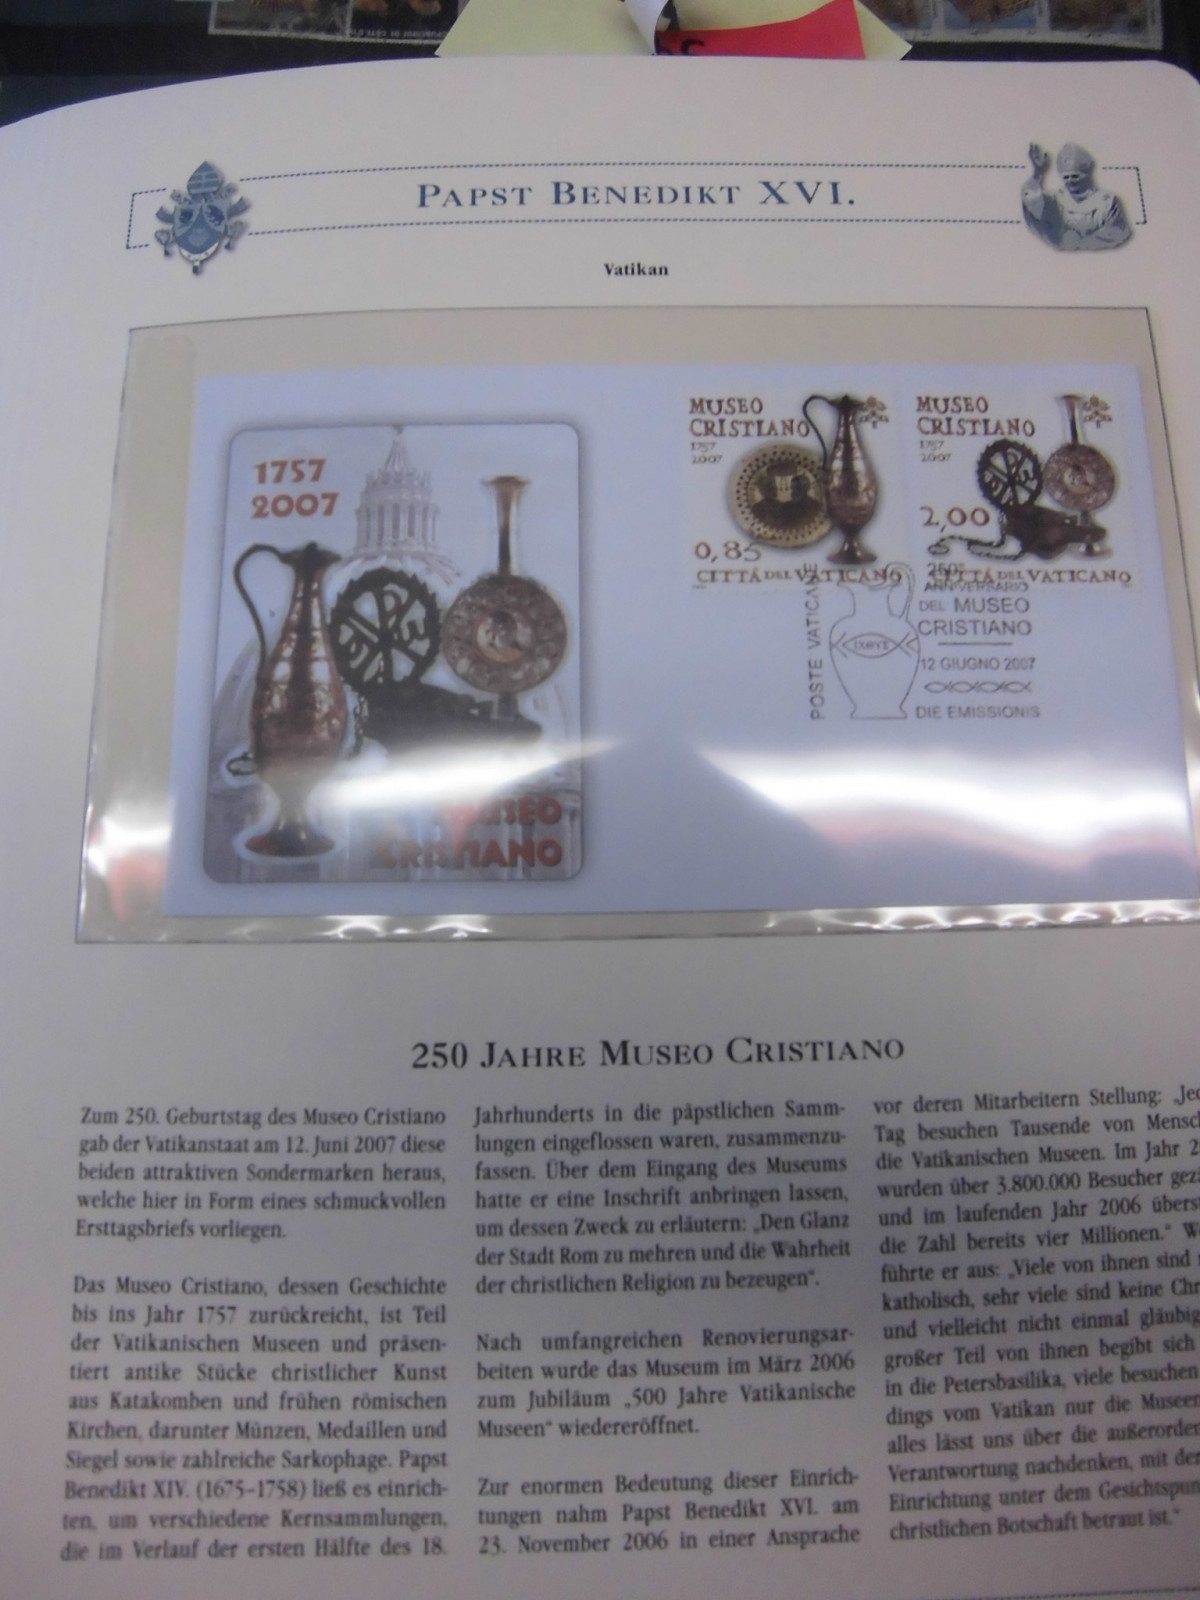 PAPST BENEDIKT XVI.
Vatikan
1757
2007
MUSEO
CRISTIANO
MUSEO
CRISTIANO
1757
2007
0,85
CITTÀ DEL VATICANO
MUSEO
CRISTIANO
1757
2007
2,00
CITTÀ DEL VATICANO
POSTE VATICANE
ΙΧΘΥΣ
250°
ANNIVERSARIO
DEL MUSEO
CRISTIANO
12 GIUGNO 2007
DIE EMISSIONIS
250 JAHRE MUSEO CRISTIANO
Zum 250. Geburtstag des Museo Cristiano
gab der Vatikanstaat am 12. Juni 2007 diese
beiden attraktiven Sondermarken heraus,
welche hier in Form eines schmuckvollen
Ersttagsbriefs vorliegen.
Das Museo Cristiano, dessen Geschichte
bis ins Jahr 1757 zurückreicht, ist Teil
der Vatikanischen Museen und präsen-
tiert antike Stücke christlicher Kunst
aus Katakomben und frühen römischen
Kirchen, darunter Münzen, Medaillen und
Siegel sowie zahlreiche Sarkophage. Papst
Benedikt XIV. (1675-1758) ließ es einrich-
ten, um verschiedene Kernsammlungen,
die im Verlauf der ersten Hälfte des 18.
Jahrhunderts in die päpstlichen Samm-
lungen eingeflossen waren, zusammenzu-
fassen. Über dem Eingang des Museums
hatte er eine Inschrift anbringen lassen,
um dessen Zweck zu erläutern: „Den Glanz
der Stadt Rom zu mehren und die Wahrheit
der christlichen Religion zu bezeugen“.
Nach umfangreichen Renovierungsar-
beiten wurde das Museum im März 2006
zum Jubiläum „500 Jahre Vatikanische
Museen“ wiedereröffnet.
Zur enormen Bedeutung dieser Einrich-
tungen nahm Papst Benedikt XVI. am
23. November 2006 in einer Ansprache
vor deren Mitarbeitern Stellung:
Tag besuchen Tausende von
die Vatikanischen Museen. Im Jahr
wurden über 3.800.000 Besucher
und im laufenden Jahr 2006
die Zahl bereits vier Millionen.“
führte er aus: „Viele von ihnen sind
katholisch, sehr viele sind keine
und vielleicht nicht einmal
großer Teil von ihnen begibt sich
in die Petersbasilika, viele besuchen
dings vom Vatikan nur die Museen
alles lässt uns über die
Verantwortung nachdenken, mit
Einrichtung unter dem
christlichen Botschaft betraut ist.“